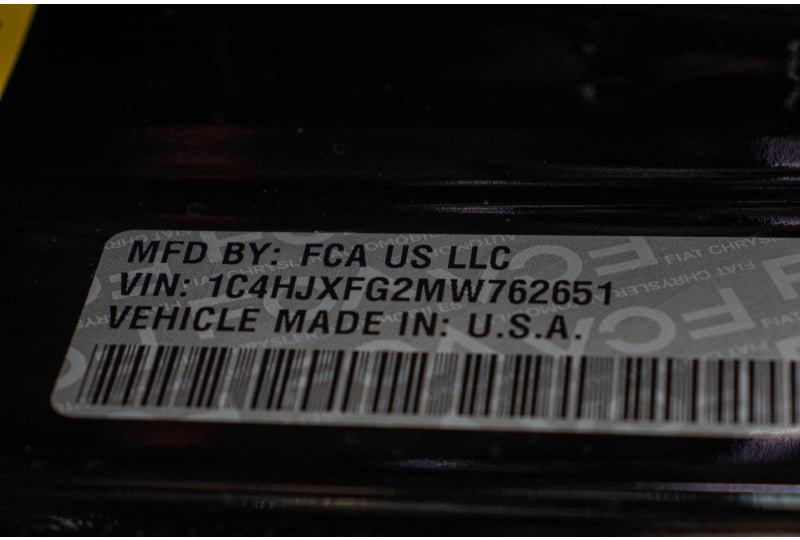 MFD BY: FCA US LLC
VIN: 1C4HJXFG2MW762651
VEHICLE MADE IN: U.S.A.